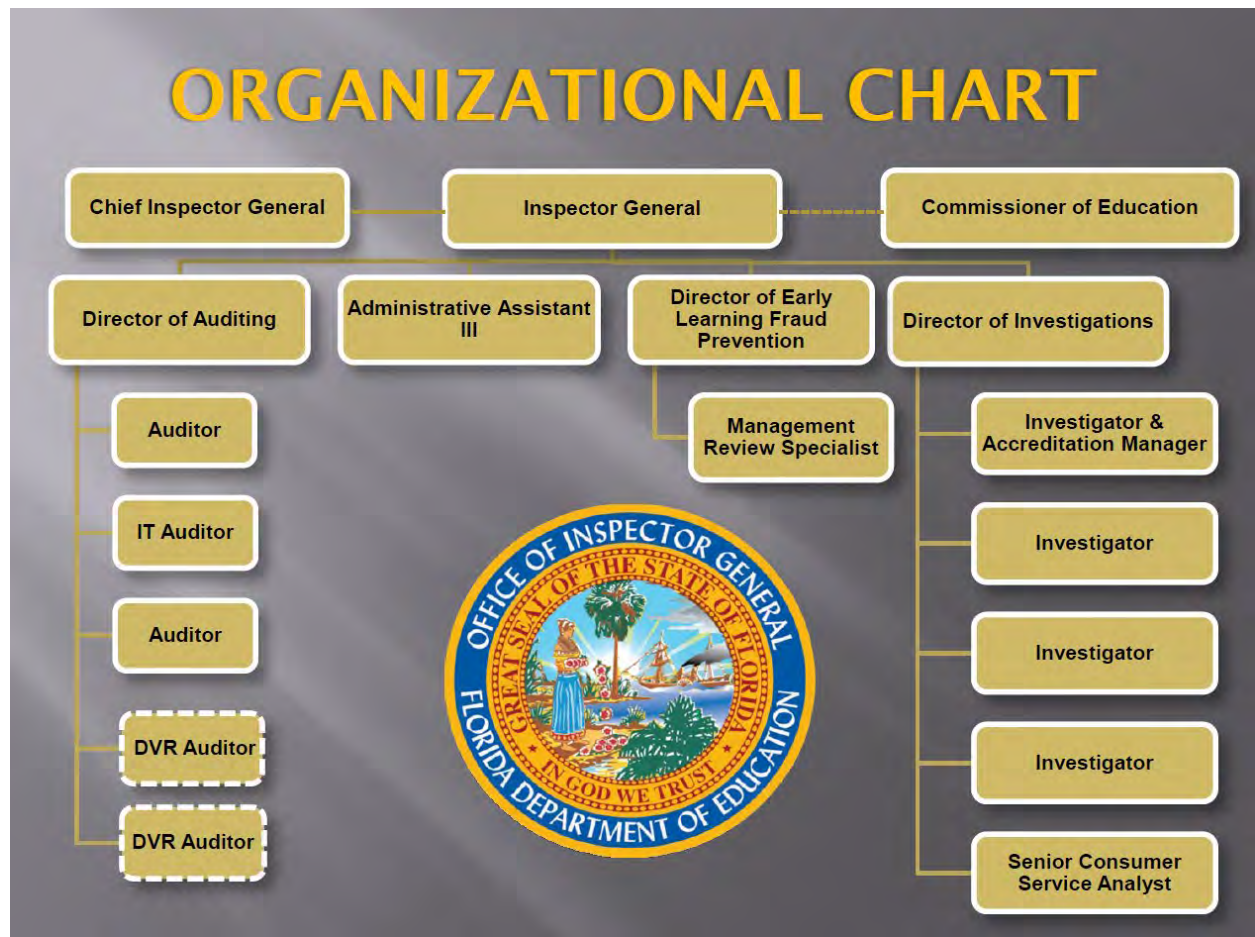 ORGANIZATIONAL CHART
Chief Inspector General
Inspector General
Commissioner of Education
Director of Auditing
Administrative Assistant
III
Director of Early
Learning Fraud
Prevention
Director of Investigations
Auditor
IT Auditor
Auditor
DVR Auditor
DVR Auditor
Management
Review Specialist
Investigator &
Accreditation Manager
Investigator
Investigator
Investigator
Senior Consumer
Service Analyst
OFFICE OF INSPECTOR GENERAL
FLORIDA DEPARTMENT OF EDUCATION
GREAT SEAL OF THE STATE OF FLORIDA
IN GOD WE TRUST